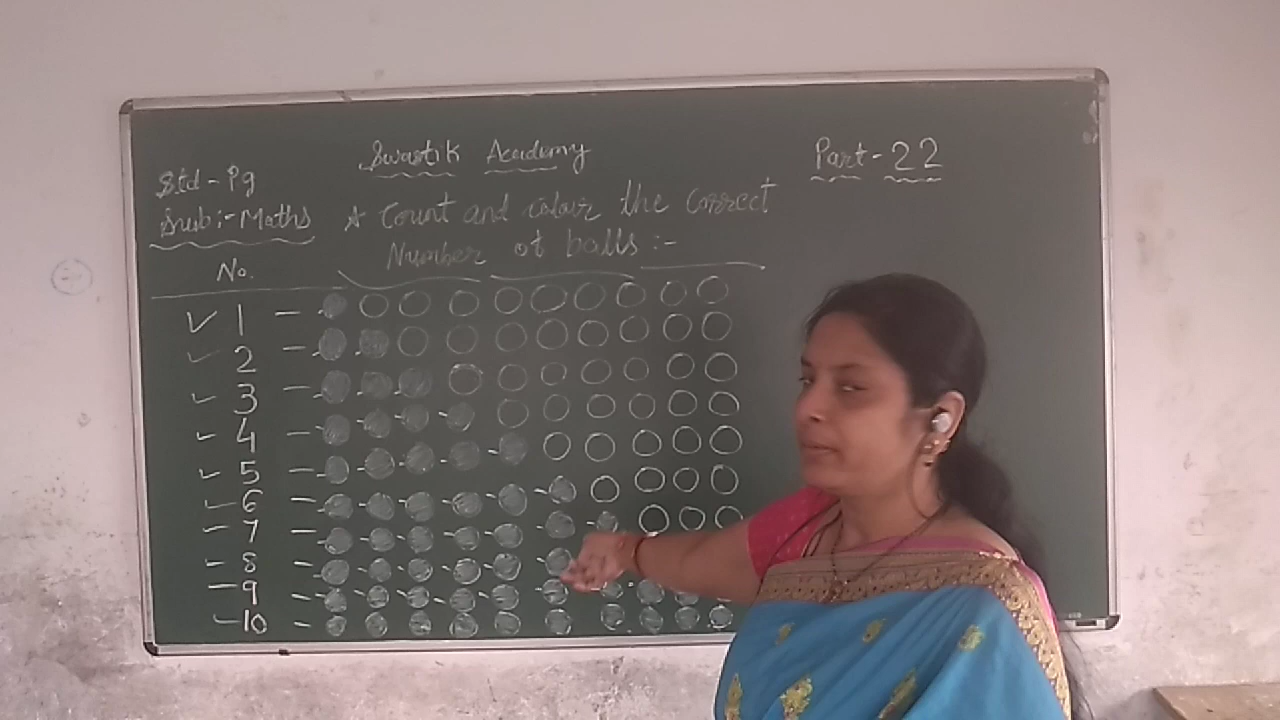 Swastik Academy
Part-22
Std - Pg
Sub:- Maths
* Count and colour the Correct
Number of balls :-
No.
✓ 1 -
✓ 2 -
✓ 3 -
✓ 4 -
✓ 5 -
✓ 6 -
✓ 7 -
✓ 8 -
✓ 9 -
✓ 10 -